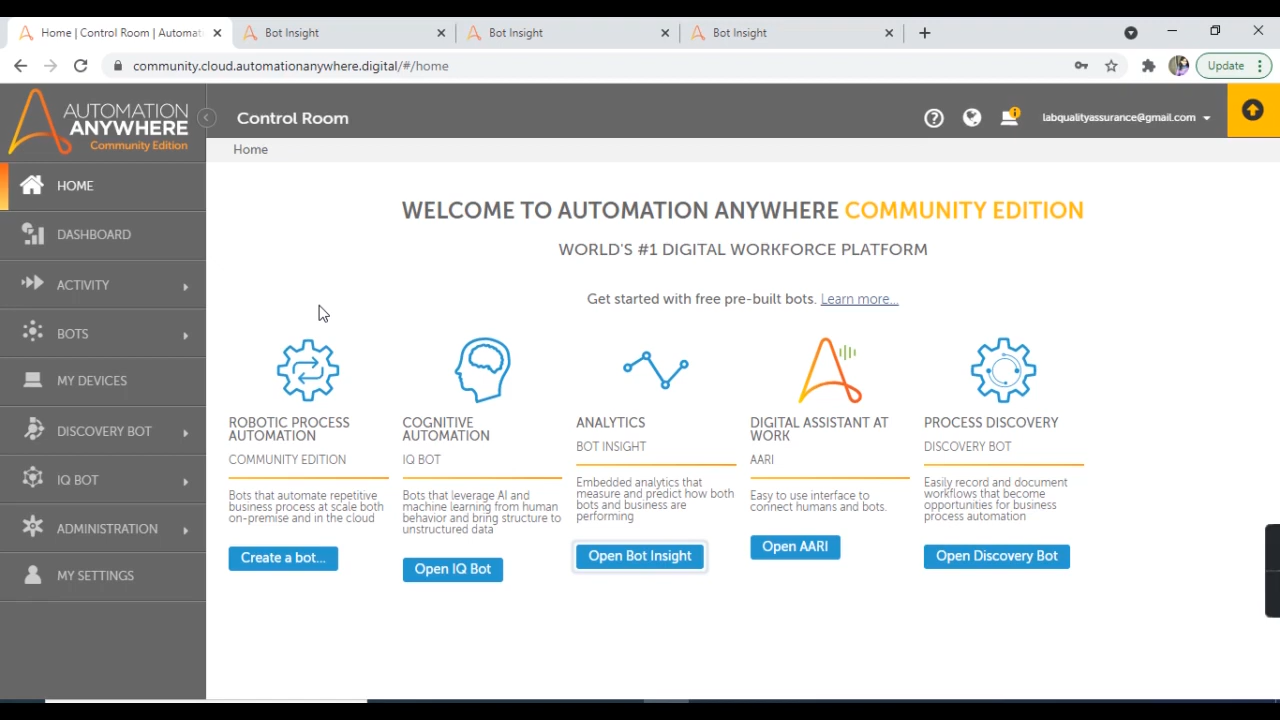 Home | Control Room | Automat
Bot Insight
Bot Insight
Bot Insight
community.cloud.automationanywhere.digital/#/home
Update
AUTOMATION
ANYWHERE
Community Edition
Control Room
labqualityassurance@gmail.com
Home
HOME
DASHBOARD
ACTIVITY
BOTS
MY DEVICES
DISCOVERY BOT
IQ BOT
ADMINISTRATION
MY SETTINGS
WELCOME TO AUTOMATION ANYWHERE COMMUNITY EDITION
WORLD'S #1 DIGITAL WORKFORCE PLATFORM
Get started with free pre-built bots. Learn more...
ROBOTIC PROCESS
AUTOMATION
COMMUNITY EDITION
Bots that automate repetitive
business process at scale both
on-premise and in the cloud
Create a bot...
COGNITIVE
AUTOMATION
IQ BOT
Bots that leverage AI and
machine learning from human
behavior and bring structure to
unstructured data
Open IQ Bot
ANALYTICS
BOT INSIGHT
Embedded analytics that
measure and predict how both
bots and business are
performing
Open Bot Insight
DIGITAL ASSISTANT AT
WORK
AARI
Easy to use interface to
connect humans and bots.
Open AARI
PROCESS DISCOVERY
DISCOVERY BOT
Easily record and document
workflows that become
opportunities for business
process automation
Open Discovery Bot